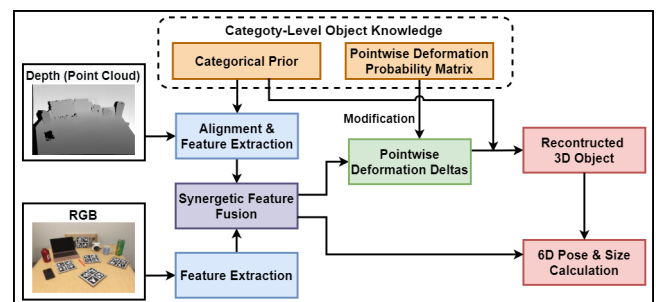 Categoty-Level Object Knowledge
Categorical Prior
Pointwise Deformation
Probability Matrix
Depth (Point Cloud)
Modification
Alignment &
Feature Extraction
Pointwise
Deformation Deltas
Recontructed
3D Object
Synergetic Feature
Fusion
RGB
Feature Extraction
6D Pose & Size
Calculation